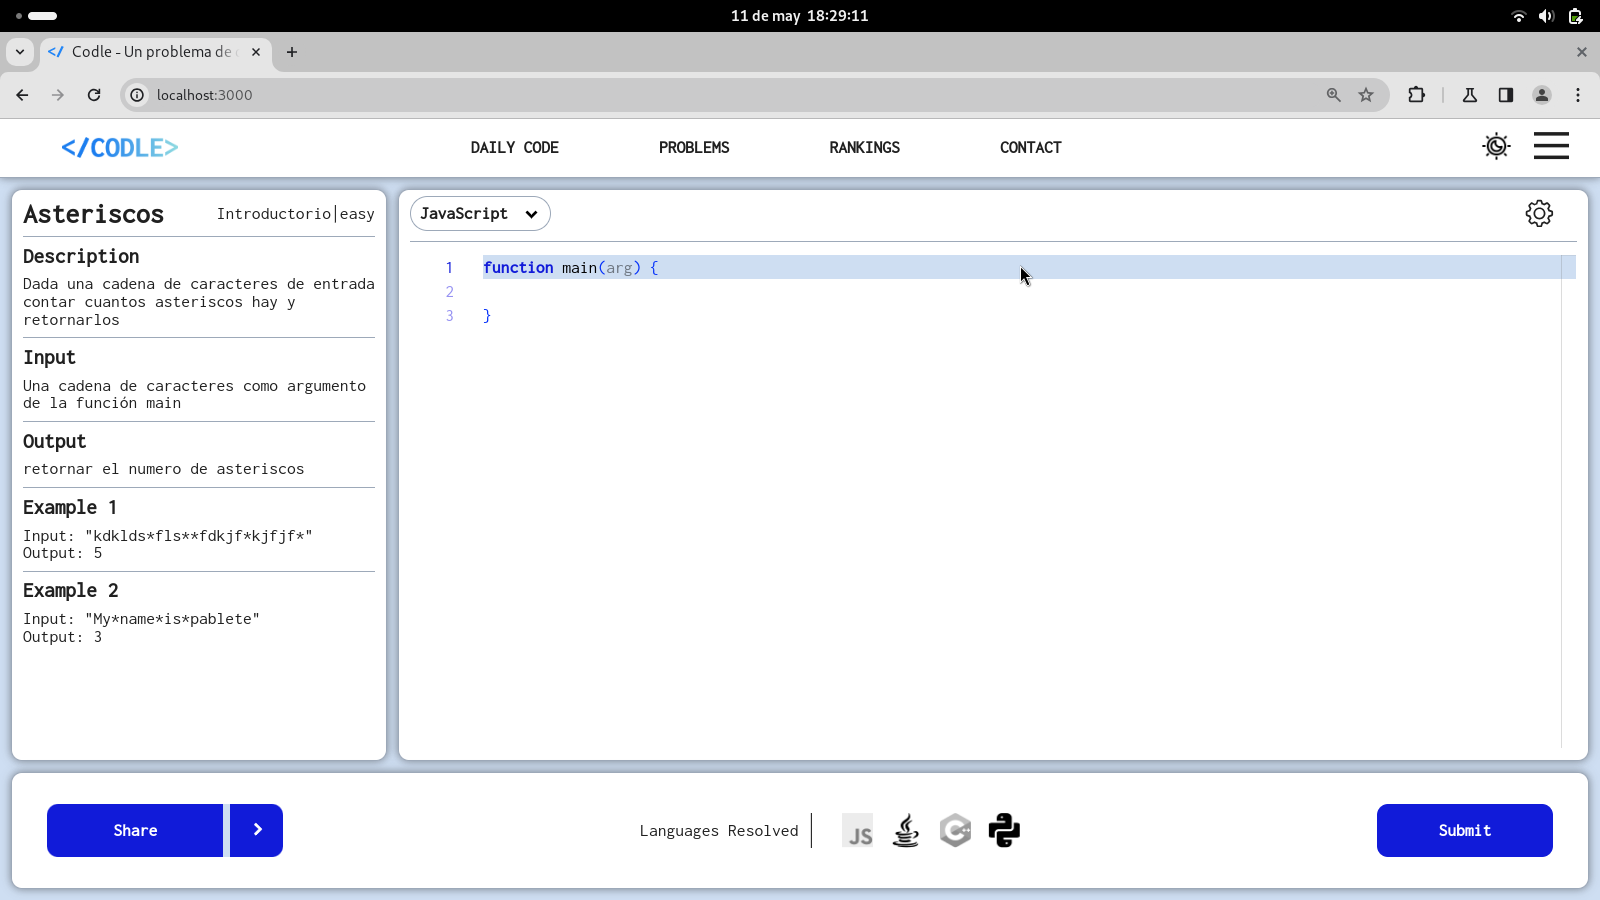 11 de may 18:29:11
Codle - Un problema de
localhost:3000
</CODLE>
DAILY CODE
PROBLEMS
RANKINGS
CONTACT
Asteriscos
Introductorio|easy
Description
Dada una cadena de caracteres de entrada
contar cuantos asteriscos hay y
retornarlos
Input
Una cadena de caracteres como argumento
de la función main
Output
retornar el numero de asteriscos
Example 1
Input: "kdklds*fls**fdkjf*kjfjf*"
Output: 5
Example 2
Input: "My*name*is*pablete"
Output: 3
JavaScript
1 function main(arg) {
2
3 }
Share
Languages Resolved
JS
Submit